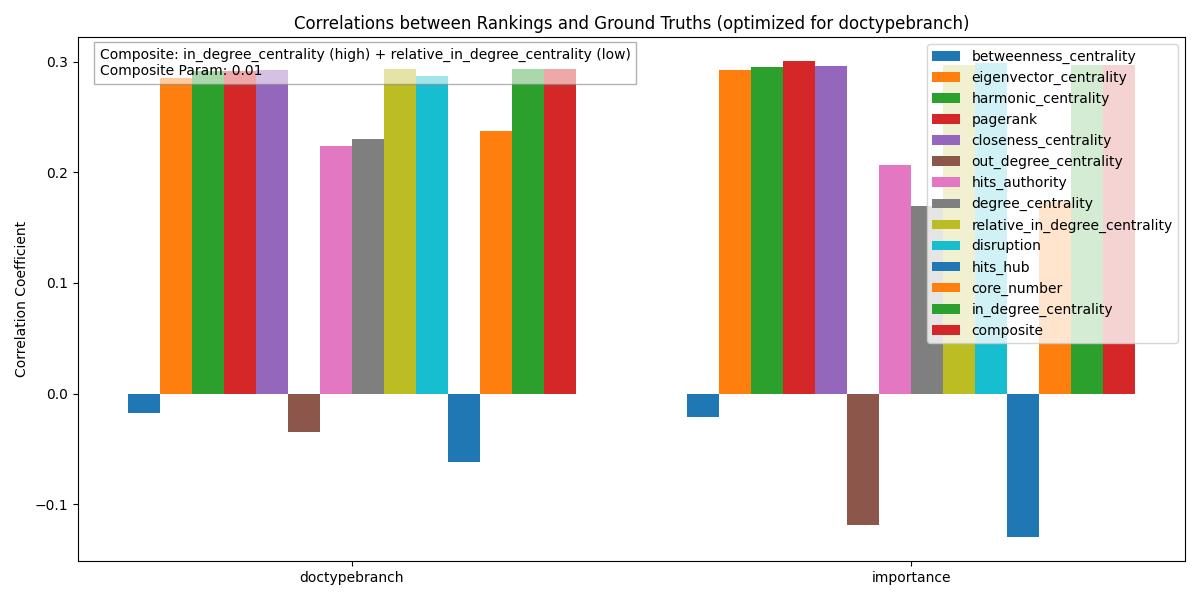 Correlations between Rankings and Ground Truths (optimized for doctypebranch)
Composite: in_degree_centrality (high) + relative_in_degree_centrality (low)
Composite Param: 0.01
betweenness_centrality
eigenvector_centrality
harmonic_centrality
pagerank
closeness_centrality
out_degree_centrality
hits_authority
degree_centrality
relative_in_degree_centrality
disruption
hits_hub
core_number
in_degree_centrality
composite
Correlation Coefficient
0.3
0.2
0.1
0.0
−0.1
doctypebranch
importance